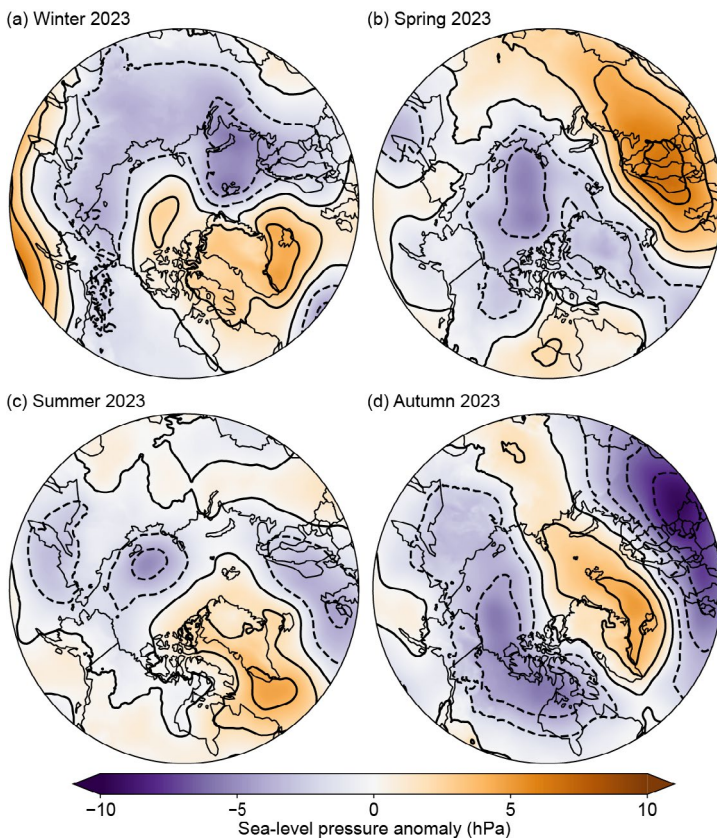 (a) Winter 2023
(b) Spring 2023
(c) Summer 2023
(d) Autumn 2023
−10 −5 0 5 10
Sea-level pressure anomaly (hPa)